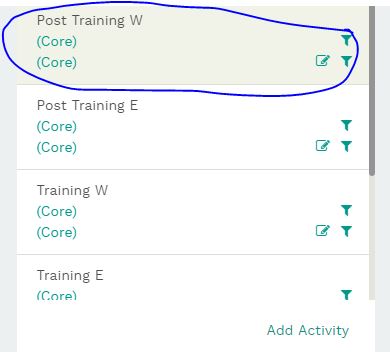 Post Training W
(Core)
(Core)
Post Training E
(Core)
(Core)
Training W
(Core)
(Core)
Training E
(Core)
Add Activity